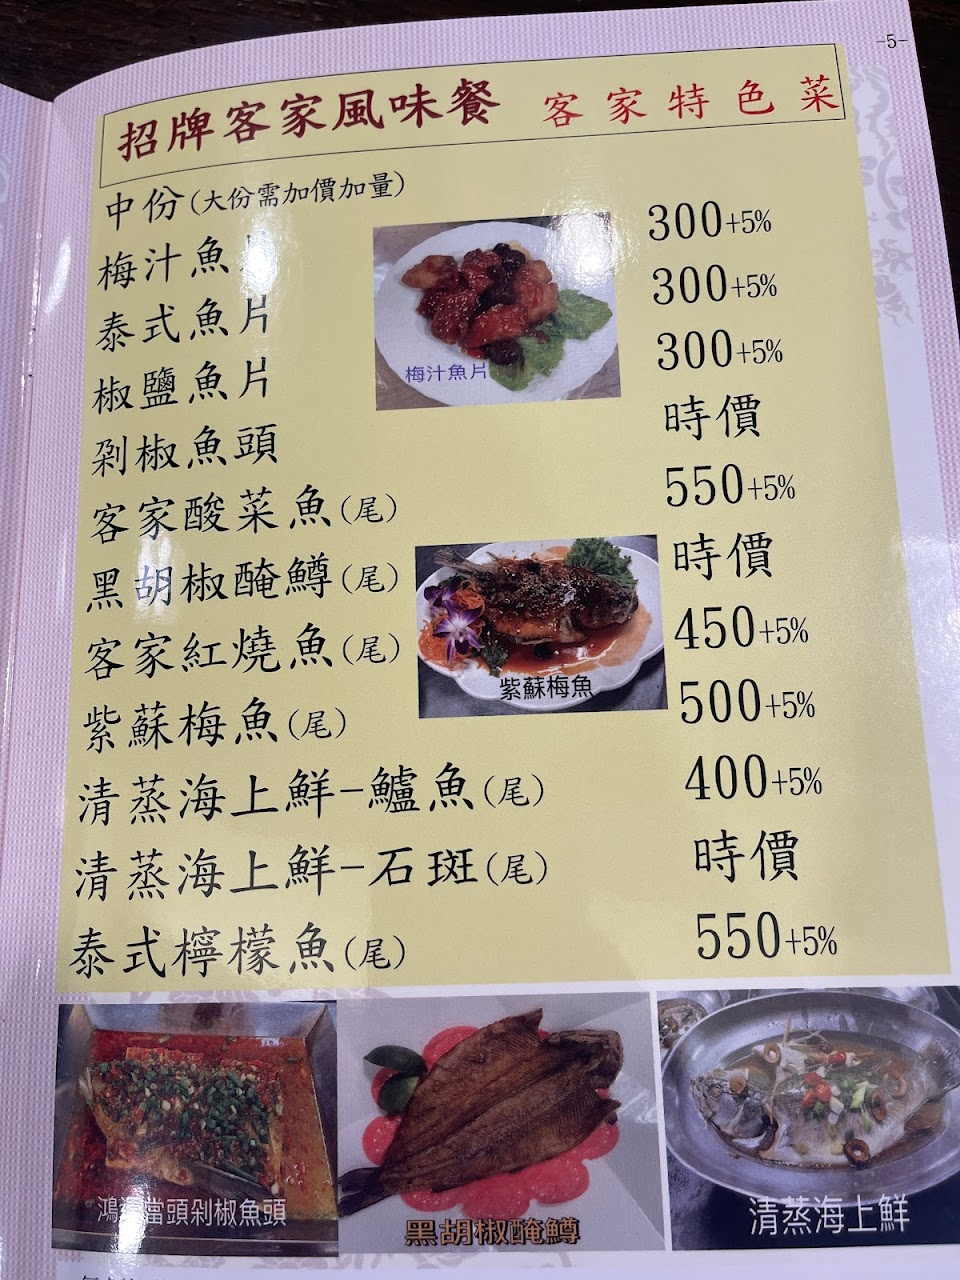 -5-
招牌客家風味餐 客家特色菜
中份(大份需加價加量)
梅汁魚片 300+5%
泰式魚片 300+5%
椒鹽魚片 300+5%
剁椒魚頭 時價
客家酸菜魚(尾) 550+5%
黑胡椒醃鱒(尾) 時價
客家紅燒魚(尾) 450+5%
紫蘇梅魚(尾) 500+5%
清蒸海上鮮-鱸魚(尾) 400+5%
清蒸海上鮮-石斑(尾) 時價
泰式檸檬魚(尾) 550+5%
梅汁魚片
紫蘇梅魚
鴻運當頭剁椒魚頭
黑胡椒醃鱒
清蒸海上鮮